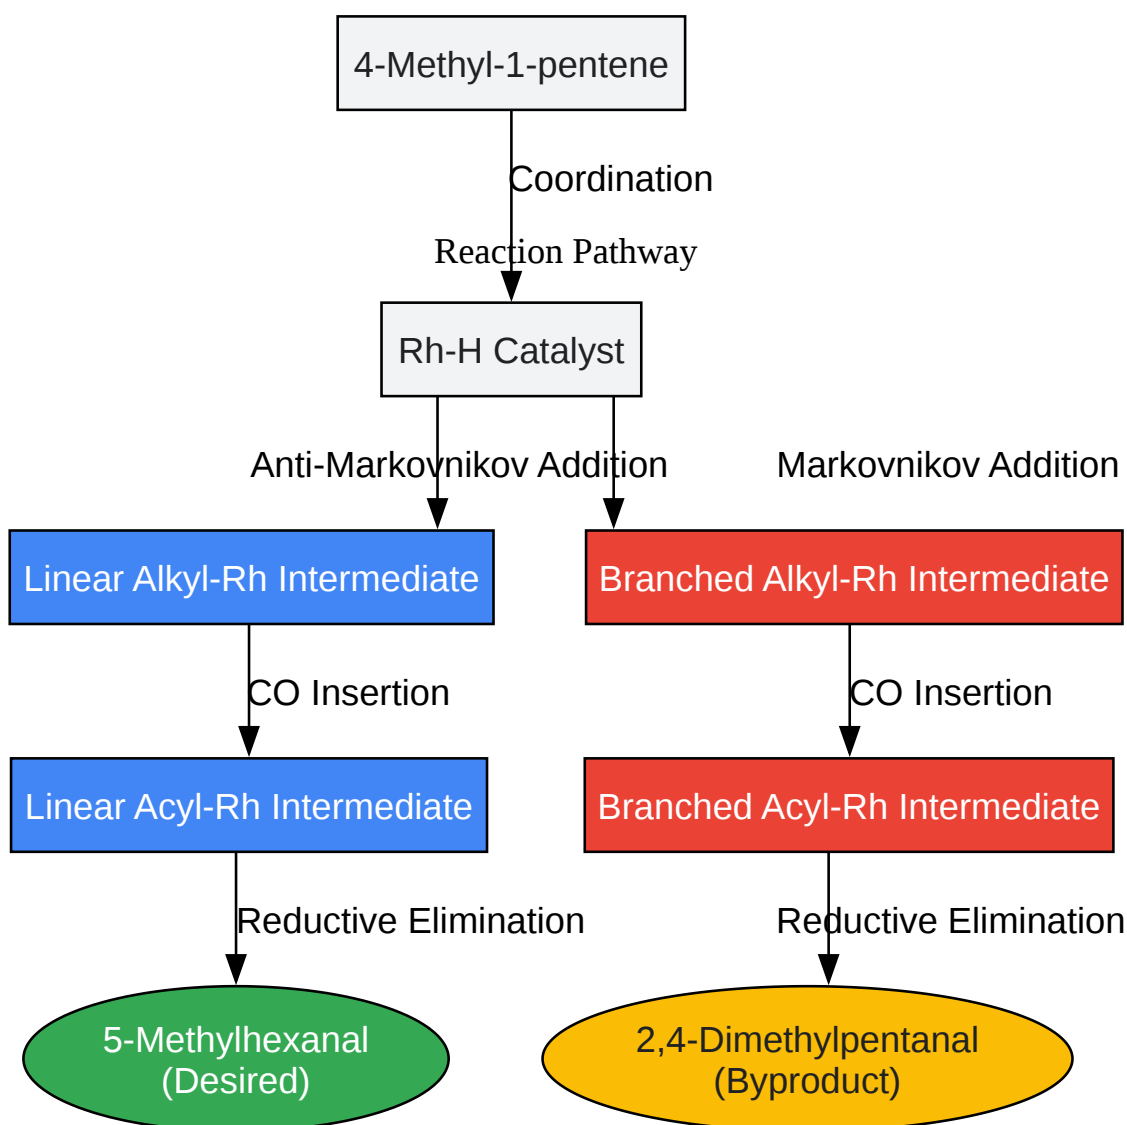 4-Methyl-1-pentene
Coordination
Reaction Pathway
Rh-H Catalyst
Anti-Markovnikov Addition
Markovnikov Addition
Linear Alkyl-Rh Intermediate
Branched Alkyl-Rh Intermediate
CO Insertion
CO Insertion
Linear Acyl-Rh Intermediate
Branched Acyl-Rh Intermediate
Reductive Elimination
Reductive Elimination
5-Methylhexanal
(Desired)
2,4-Dimethylpentanal
(Byproduct)